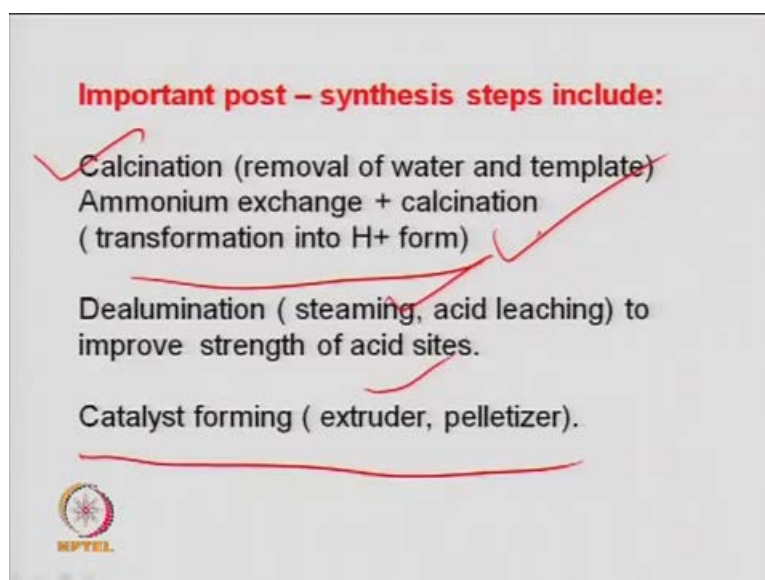 Important post – synthesis steps include:
Calcination (removal of water and template)
Ammonium exchange + calcination
( transformation into H+ form)
Dealumination ( steaming, acid leaching) to
improve strength of acid sites.
Catalyst forming ( extruder, pelletizer).
NPTEL